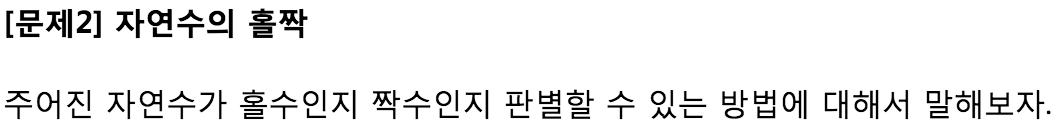 [문제2] 자연수의 홀짝
주어진 자연수가 홀수인지 짝수인지 판별할 수 있는 방법에 대해서 말해보자.